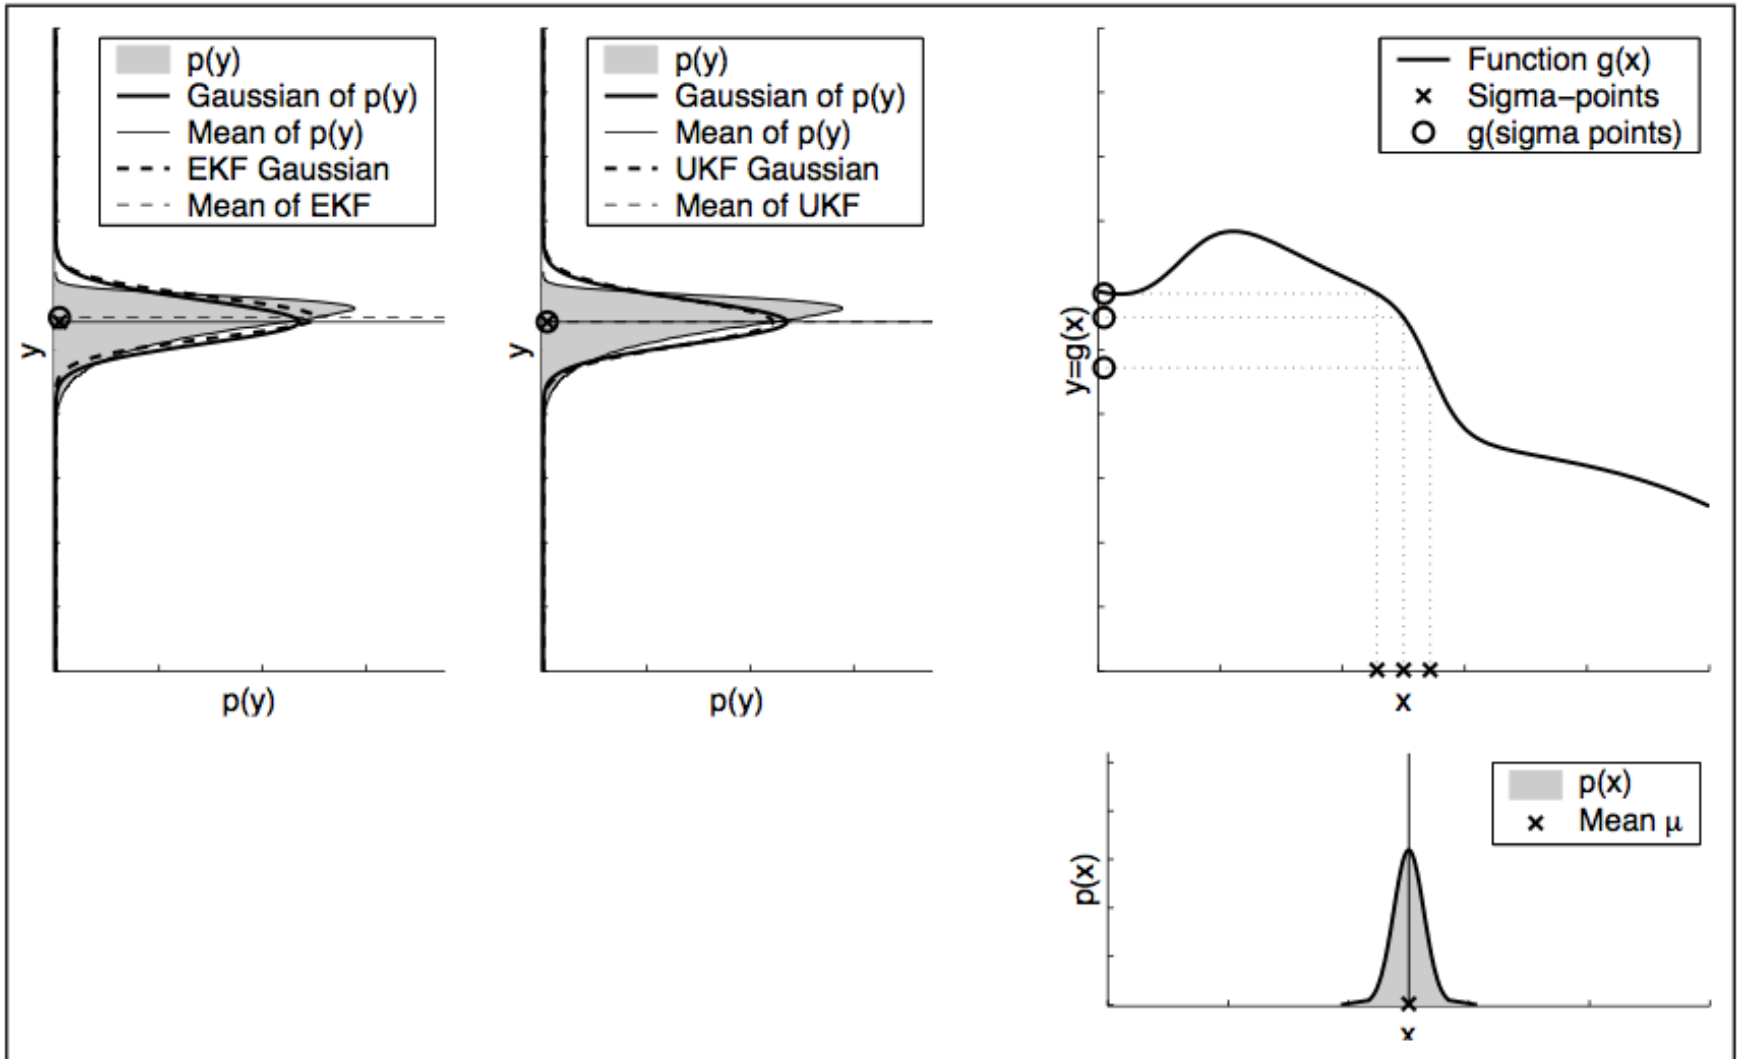 p(y)
Gaussian of p(y)
Mean of p(y)
EKF Gaussian
Mean of EKF
y
p(y)
p(y)
Gaussian of p(y)
Mean of p(y)
UKF Gaussian
Mean of UKF
y
p(y)
Function g(x)
Sigma−points
g(sigma points)
y=g(x)
x
p(x)
Mean μ
p(x)
x